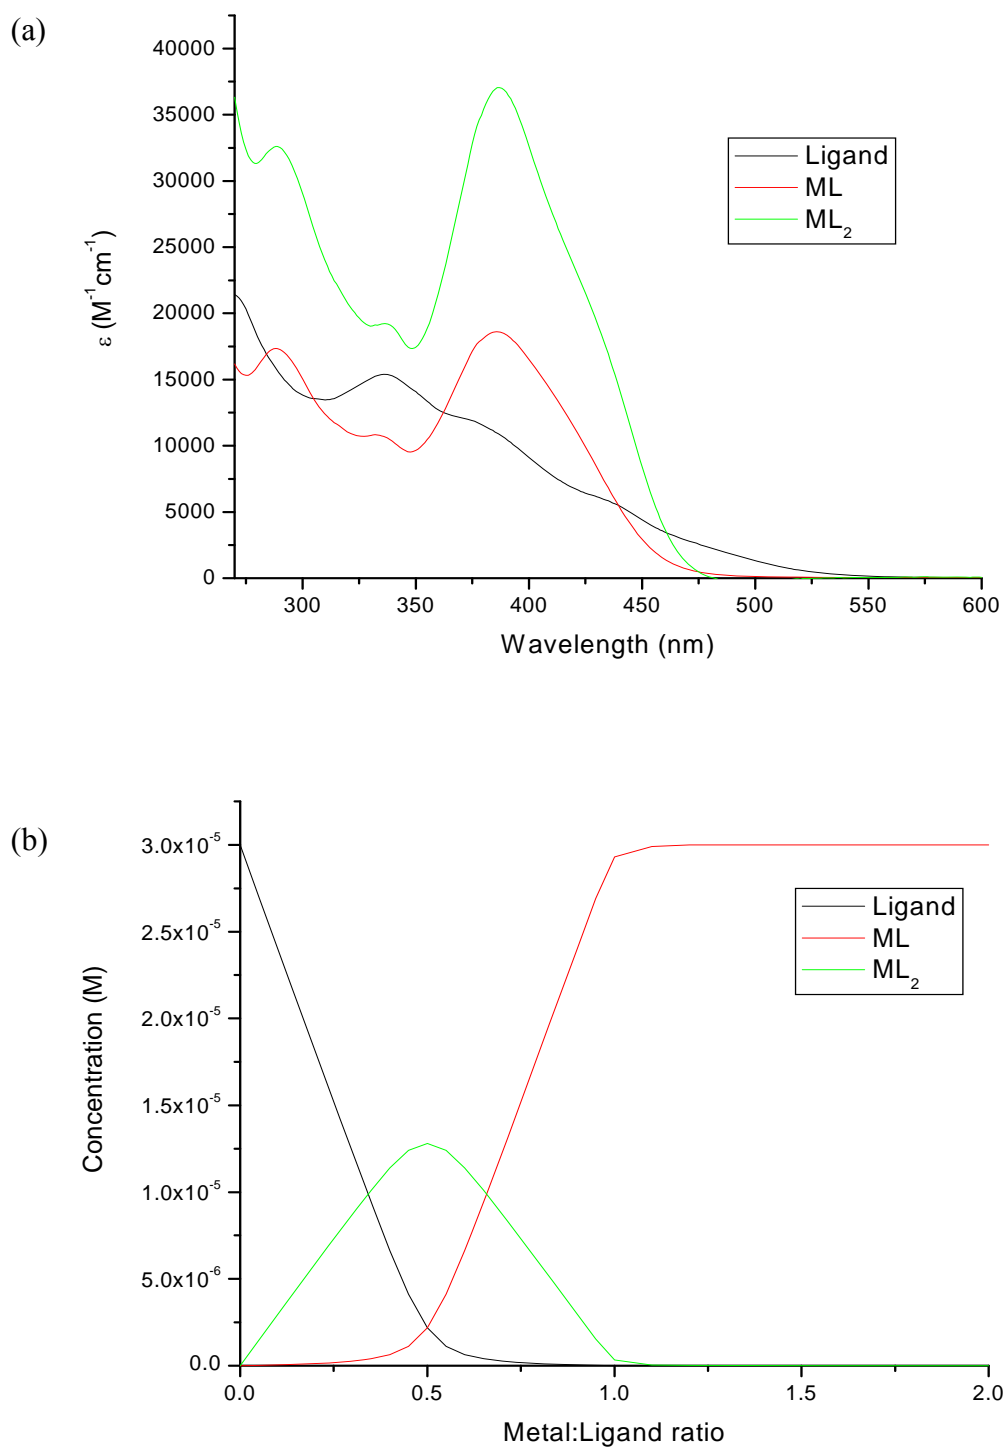 (a)
40000
35000
30000
25000
20000
15000
10000
5000
0
ε (M⁻¹cm⁻¹)
Ligand
ML
ML₂
300 350 400 450 500 550 600
Wavelength (nm)
(b)
3.0x10⁻⁵
2.5x10⁻⁵
2.0x10⁻⁵
1.5x10⁻⁵
1.0x10⁻⁵
5.0x10⁻⁶
0.0
Concentration (M)
Ligand
ML
ML₂
0.0 0.5 1.0 1.5 2.0
Metal:Ligand ratio